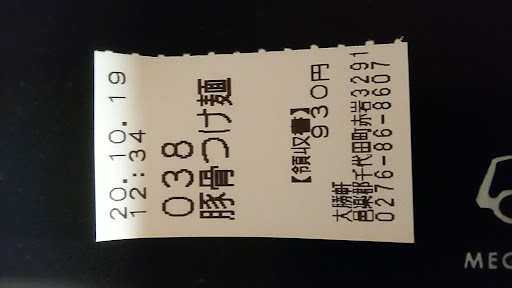 20.10.19
12:34
038
豚骨つけ麺
【領収書】
930円
大勝軒
邑楽郡千代田町赤岩3291
0276-86-8607
MEC